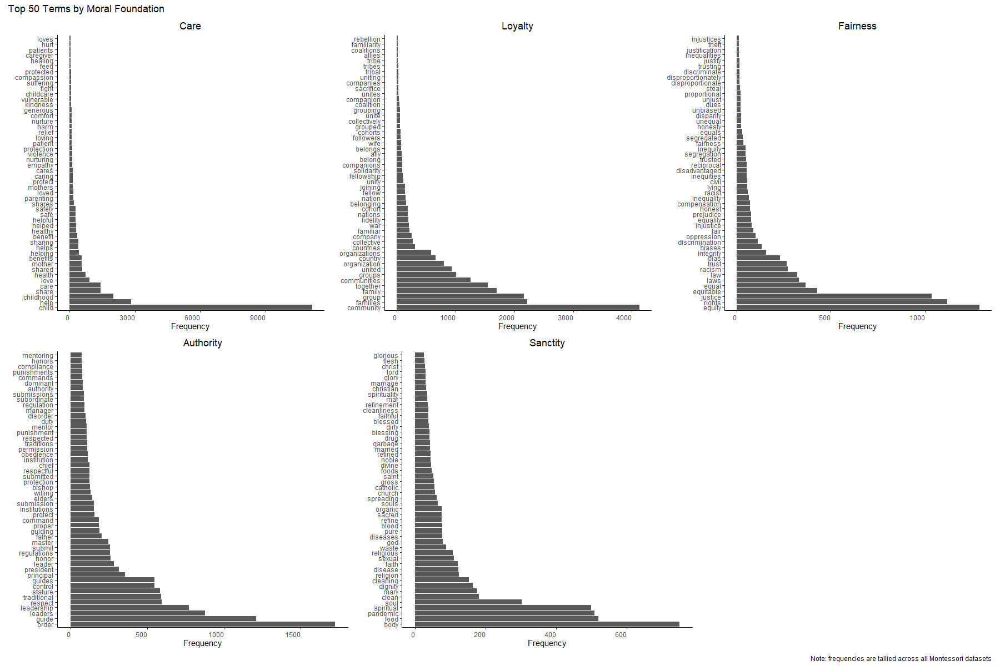 Top 50 Terms by Moral Foundation
Care
loves
hurt
patients
caregiver
healing
feed
protected
compassion
suffering
fight
childcare
vulnerable
kindness
generous
comfort
nurture
harm
relief
loving
patient
protection
violence
nurturing
empathy
cares
caring
protect
mothers
loved
parenting
shares
safety
safe
helpful
helped
healthy
benefit
sharing
helps
helping
benefits
mother
shared
health
love
care
share
childhood
help
child
0 3000 6000 9000
Frequency
Loyalty
rebellion
familiarity
coalitions
allies
tribe
tribes
tribal
uniting
companies
sacrifice
unites
companion
coalition
grouping
unite
collectively
grouped
cohorts
followers
wife
belongs
ally
belong
companions
solidarity
fellowship
unity
joining
fellow
nation
belonging
cohort
nations
fidelity
war
familiar
company
collective
countries
organizations
country
organization
united
groups
communities
together
family
group
families
community
0 1000 2000 3000 4000
Frequency
Fairness
injustices
theft
justification
inequalities
justify
trusting
discriminate
disproportionately
disproportionate
steal
proportional
unjust
dues
unbiased
disparity
unequal
honesty
equals
segregated
fairness
inequity
segregation
trusted
reciprocal
disadvantaged
inequities
civil
lying
racist
inequality
compensation
honest
prejudice
equality
injustice
fair
oppression
discrimination
biases
integrity
bias
trust
racism
law
laws
equal
equitable
justice
rights
equity
0 500 1000
Frequency
Authority
mentoring
honors
compliance
punishments
commands
dominant
authority
submissions
subordinate
regulation
manager
disorder
duty
mentor
punishment
respected
traditions
permission
obedience
institution
chief
respectful
submitted
protection
bishop
willing
elders
submission
institutions
protect
command
proper
guiding
father
master
submit
regulations
honor
leader
president
principal
guides
control
stature
traditional
respect
leadership
leaders
guide
order
0 500 1000 1500
Frequency
Sanctity
glorious
flesh
christ
lord
glory
marriage
christian
spirituality
mar
refinement
cleanliness
faithful
blessed
dirty
blessing
drug
garbage
married
refined
noble
divine
foods
saint
gross
catholic
church
spreading
souls
organic
sacred
refine
blood
pure
diseases
god
waste
religious
sexual
faith
disease
religion
cleaning
dignity
mary
clean
soul
spiritual
pandemic
food
body
0 200 400 600
Frequency
Note: frequencies are tallied across all Montessori datasets